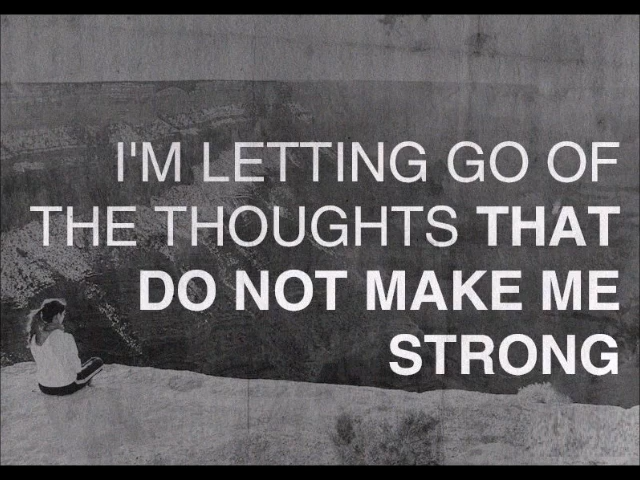 I'M LETTING GO OF
THE THOUGHTS THAT
DO NOT MAKE ME
STRONG